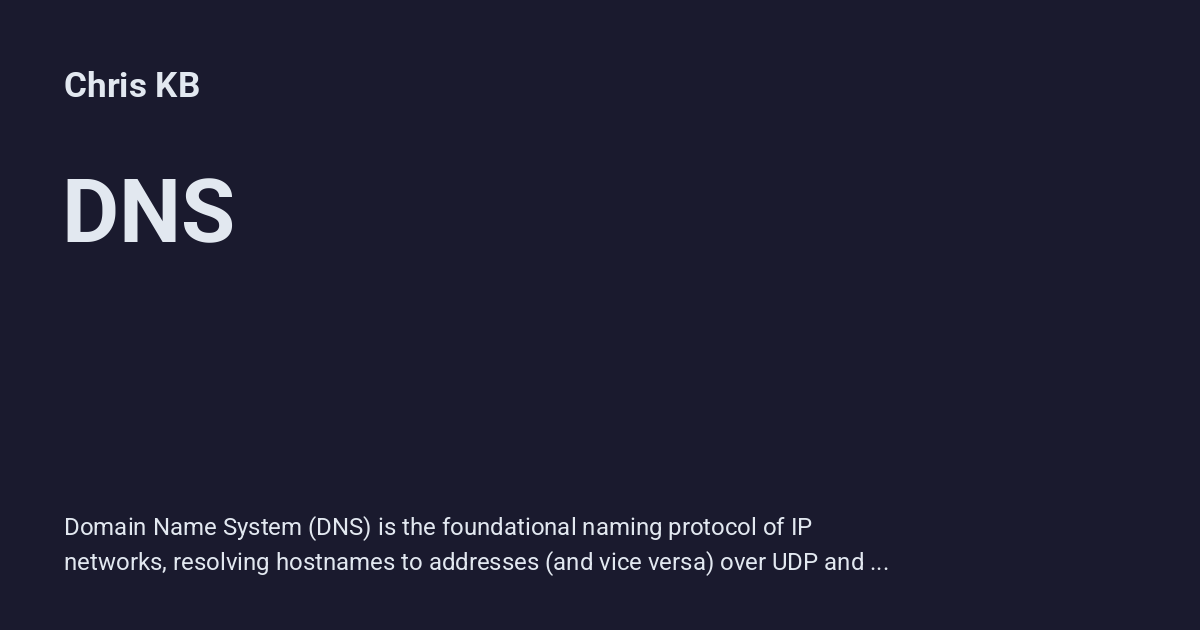 Chris KB
DNS
Domain Name System (DNS) is the foundational naming protocol of IP
networks, resolving hostnames to addresses (and vice versa) over UDP and ...